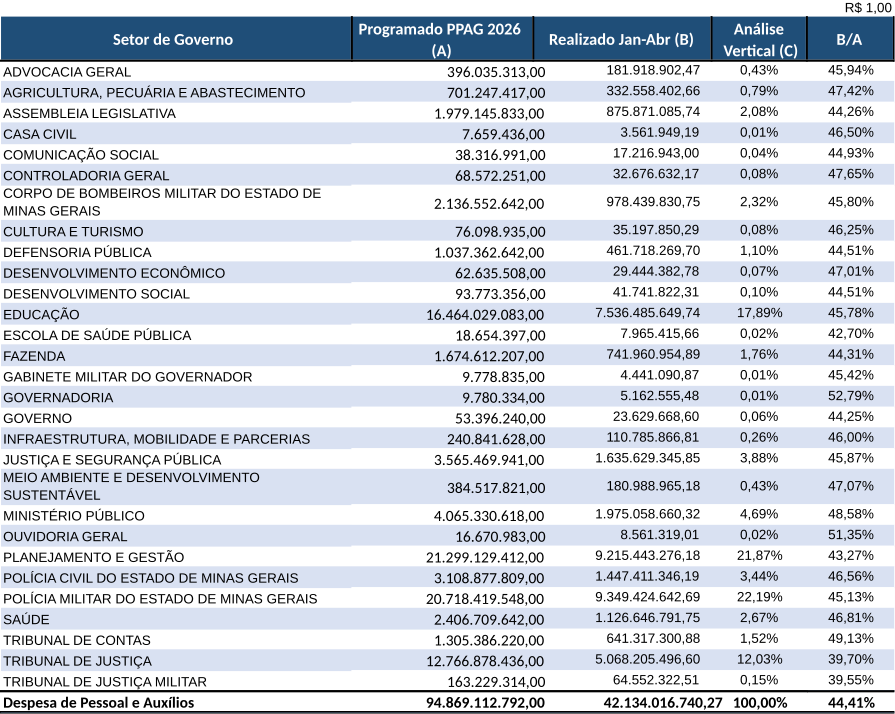 R$ 1,00
Setor de Governo Programado PPAG 2026 (A) Realizado Jan-Abr (B) Análise Vertical (C) B/A
ADVOCACIA GERAL 396.035.313,00 181.918.902,47 0,43% 45,94%
AGRICULTURA, PECUÁRIA E ABASTECIMENTO 701.247.417,00 332.558.402,66 0,79% 47,42%
ASSEMBLEIA LEGISLATIVA 1.979.145.833,00 875.871.085,74 2,08% 44,26%
CASA CIVIL 7.659.436,00 3.561.949,19 0,01% 46,50%
COMUNICAÇÃO SOCIAL 38.316.991,00 17.216.943,00 0,04% 44,93%
CONTROLADORIA GERAL 68.572.251,00 32.676.632,17 0,08% 47,65%
CORPO DE BOMBEIROS MILITAR DO ESTADO DE MINAS GERAIS 2.136.552.642,00 978.439.830,75 2,32% 45,80%
CULTURA E TURISMO 76.098.935,00 35.197.850,29 0,08% 46,25%
DEFENSORIA PÚBLICA 1.037.362.642,00 461.718.269,70 1,10% 44,51%
DESENVOLVIMENTO ECONÔMICO 62.635.508,00 29.444.382,78 0,07% 47,01%
DESENVOLVIMENTO SOCIAL 93.773.356,00 41.741.822,31 0,10% 44,51%
EDUCAÇÃO 16.464.029.083,00 7.536.485.649,74 17,89% 45,78%
ESCOLA DE SAÚDE PÚBLICA 18.654.397,00 7.965.415,66 0,02% 42,70%
FAZENDA 1.674.612.207,00 741.960.954,89 1,76% 44,31%
GABINETE MILITAR DO GOVERNADOR 9.778.835,00 4.441.090,87 0,01% 45,42%
GOVERNADORIA 9.780.334,00 5.162.555,48 0,01% 52,79%
GOVERNO 53.396.240,00 23.629.668,60 0,06% 44,25%
INFRAESTRUTURA, MOBILIDADE E PARCERIAS 240.841.628,00 110.785.866,81 0,26% 46,00%
JUSTIÇA E SEGURANÇA PÚBLICA 3.565.469.941,00 1.635.629.345,85 3,88% 45,87%
MEIO AMBIENTE E DESENVOLVIMENTO SUSTENTÁVEL 384.517.821,00 180.988.965,18 0,43% 47,07%
MINISTÉRIO PÚBLICO 4.065.330.618,00 1.975.058.660,32 4,69% 48,58%
OUVIDORIA GERAL 16.670.983,00 8.561.319,01 0,02% 51,35%
PLANEJAMENTO E GESTÃO 21.299.129.412,00 9.215.443.276,18 21,87% 43,27%
POLÍCIA CIVIL DO ESTADO DE MINAS GERAIS 3.108.877.809,00 1.447.411.346,19 3,44% 46,56%
POLÍCIA MILITAR DO ESTADO DE MINAS GERAIS 20.718.419.548,00 9.349.424.642,69 22,19% 45,13%
SAÚDE 2.406.709.642,00 1.126.646.791,75 2,67% 46,81%
TRIBUNAL DE CONTAS 1.305.386.220,00 641.317.300,88 1,52% 49,13%
TRIBUNAL DE JUSTIÇA 12.766.878.436,00 5.068.205.496,60 12,03% 39,70%
TRIBUNAL DE JUSTIÇA MILITAR 163.229.314,00 64.552.322,51 0,15% 39,55%
Despesa de Pessoal e Auxílios 94.869.112.792,00 42.134.016.740,27 100,00% 44,41%